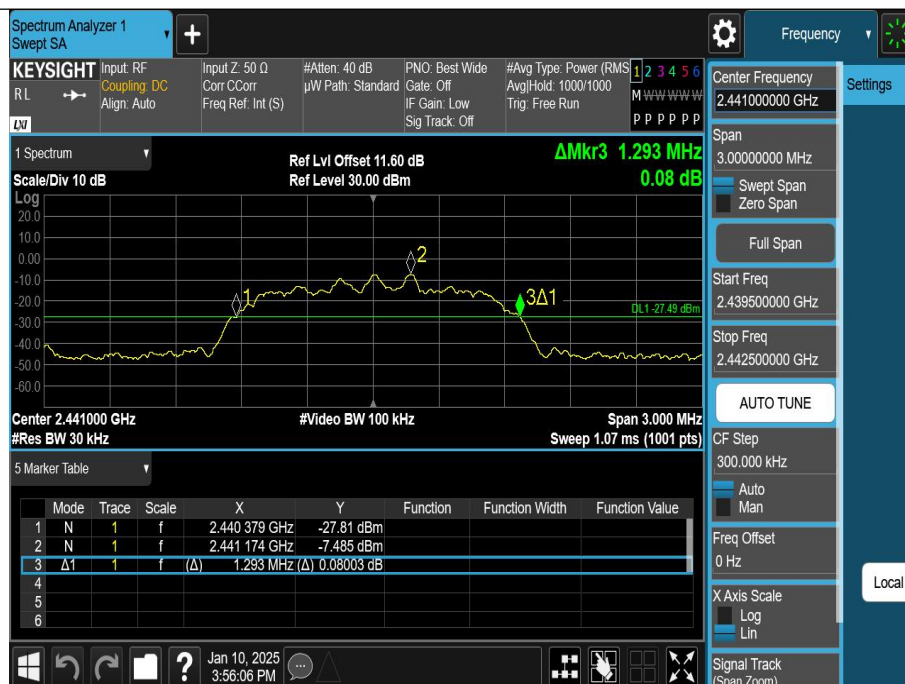 Spectrum Analyzer 1
Swept SA
+
Frequency
KEYSIGHT
RL
LXI
Input: RF
Coupling: DC
Align: Auto
Input Z: 50 Ω
Corr CCorr
Freq Ref: Int (S)
#Atten: 40 dB
µW Path: Standard
PNO: Best Wide
Gate: Off
IF Gain: Low
Sig Track: Off
#Avg Type: Power (RMS
Avg|Hold: 1000/1000
Trig: Free Run
1 2 3 4 5 6
M W W W W W
P P P P P P
1 Spectrum
Scale/Div 10 dB
Ref Lvl Offset 11.60 dB
Ref Level 30.00 dBm
ΔMkr3 1.293 MHz
0.08 dB
Log
20.0
10.0
0.00
-10.0
-20.0
-30.0
-40.0
-50.0
-60.0
1
2
3Δ1
DL1 -27.49 dBm
Center 2.441000 GHz
#Res BW 30 kHz
#Video BW 100 kHz
Span 3.000 MHz
Sweep 1.07 ms (1001 pts)
5 Marker Table
Mode Trace Scale X Y Function Function Width Function Value
1 N 1 f 2.440 379 GHz -27.81 dBm
2 N 1 f 2.441 174 GHz -7.485 dBm
3 Δ1 1 f (Δ) 1.293 MHz (Δ) 0.08003 dB
4
5
6
?
Jan 10, 2025
3:56:06 PM
Center Frequency
2.441000000 GHz
Span
3.00000000 MHz
Swept Span
Zero Span
Full Span
Start Freq
2.439500000 GHz
Stop Freq
2.442500000 GHz
AUTO TUNE
CF Step
300.000 kHz
Auto
Man
Freq Offset
0 Hz
X Axis Scale
Log
Lin
Signal Track
(Span Zoom)
Settings
Local